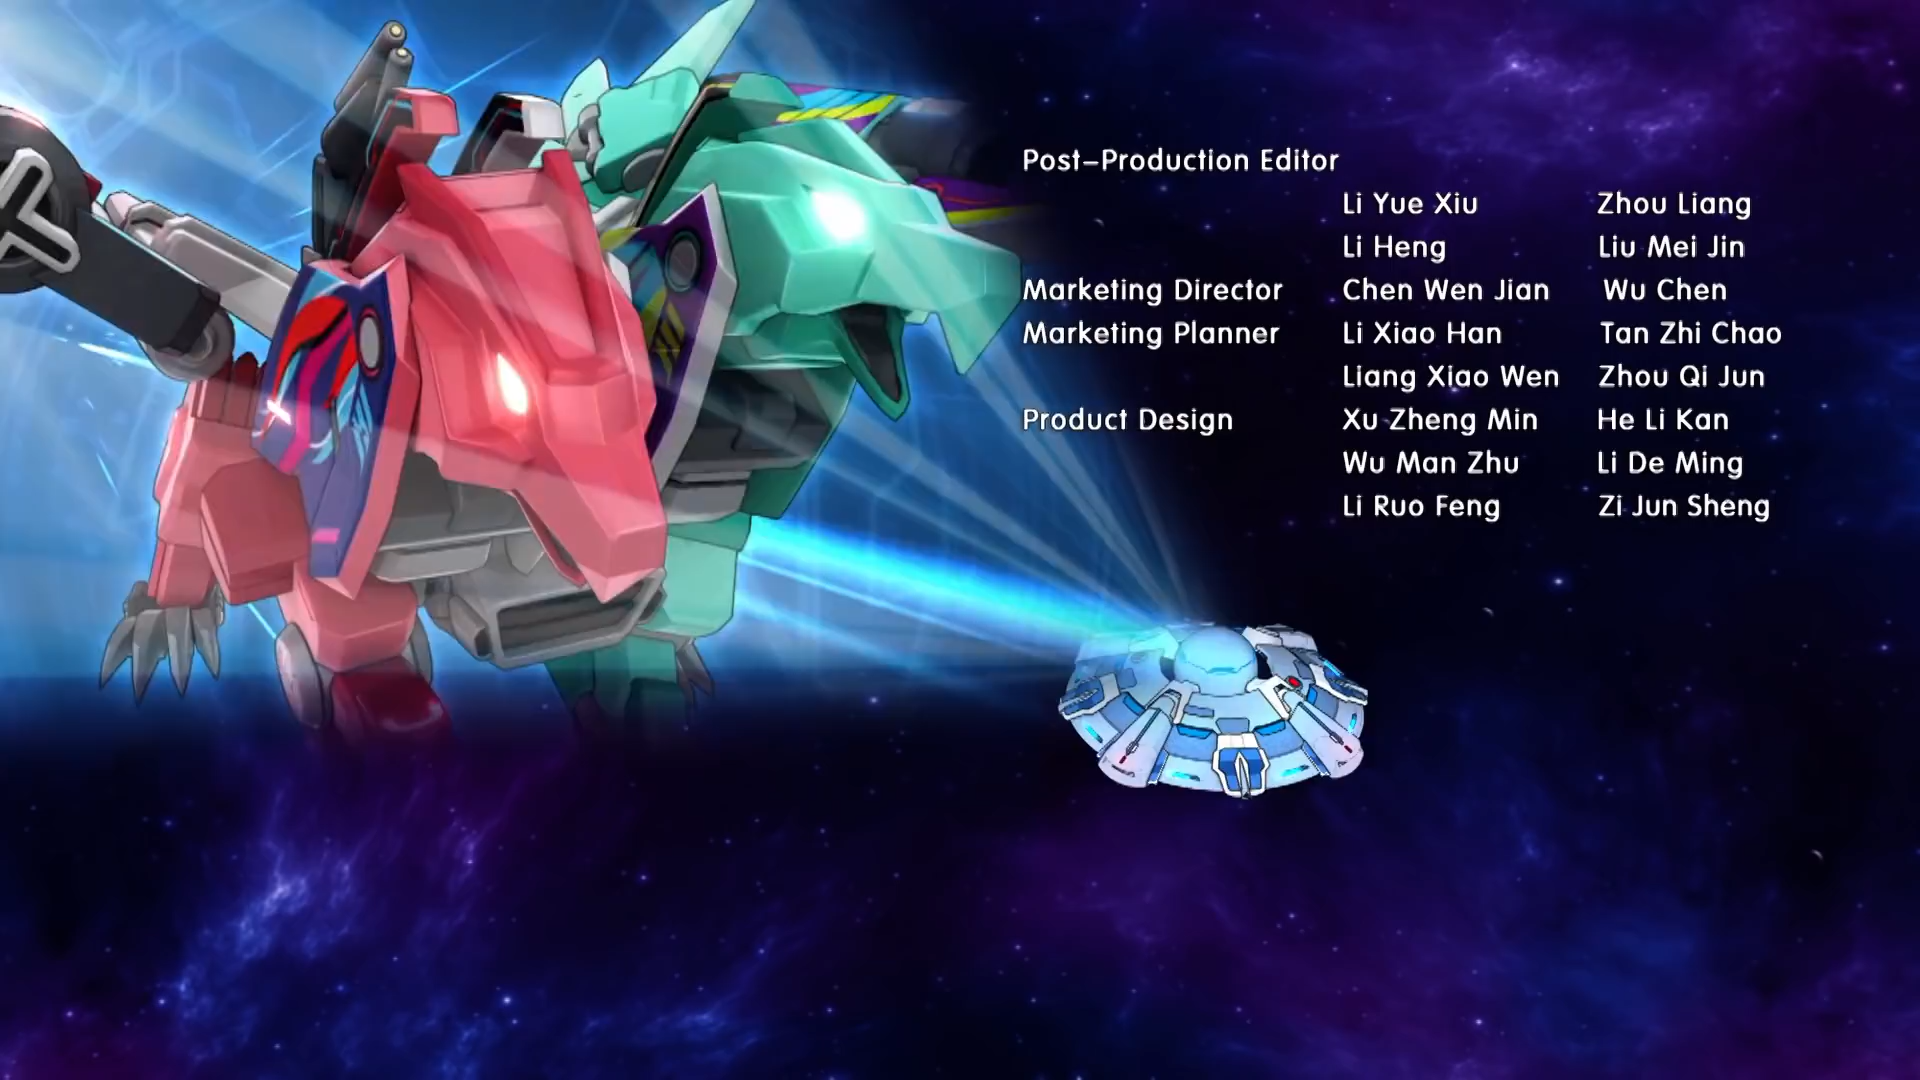 Post-Production Editor
Li Yue Xiu Zhou Liang
Li Heng Liu Mei Jin
Marketing Director Chen Wen Jian Wu Chen
Marketing Planner Li Xiao Han Tan Zhi Chao
Liang Xiao Wen Zhou Qi Jun
Product Design Xu Zheng Min He Li Kan
Wu Man Zhu Li De Ming
Li Ruo Feng Zi Jun Sheng